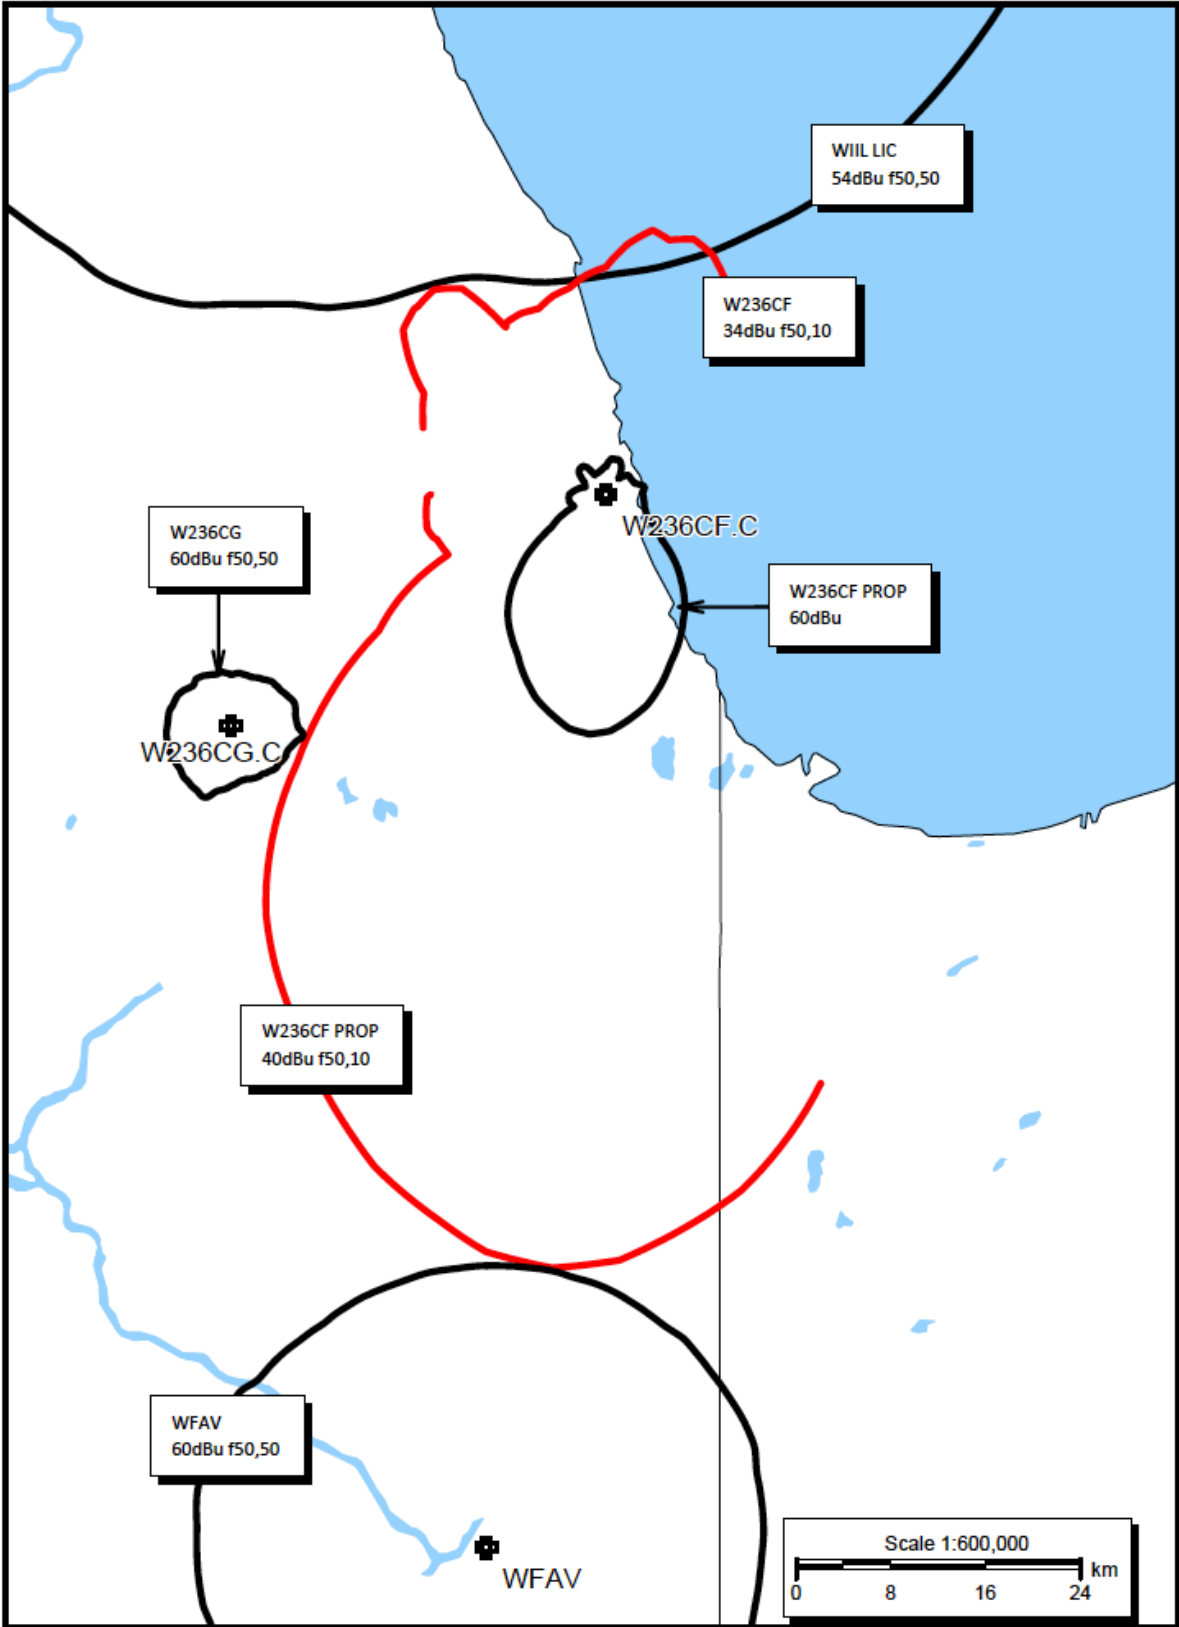 WIIL LIC
54dBu f50,50
W236CF
34dBu f50,10
W236CG
60dBu f50,50
W236CF.C
W236CF PROP
60dBu
W236CG.C
W236CF PROP
40dBu f50,10
WFAV
60dBu f50,50
WFAV
Scale 1:600,000
km
0 8 16 24